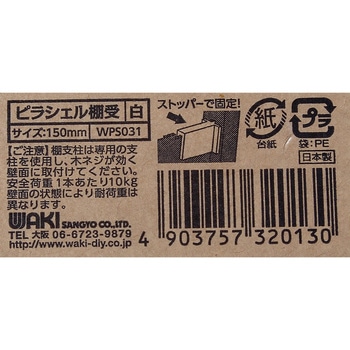 ピラシェル棚受 白
サイズ:150mm WPS031
ストッパーで固定!
紙
台紙
プラ
袋:PE
日本製
【ご注意】棚支柱は専用の支
柱を使用し、木ネジが効く
壁面に取付けてください。
安全荷重 1本あたり10kg
壁面の状態により耐荷重は
異なります。
WAKI SANGYO CO.,LTD.
TEL 大阪 06-6723-9879
http://www.waki-diy.co.jp
4 903757 320130